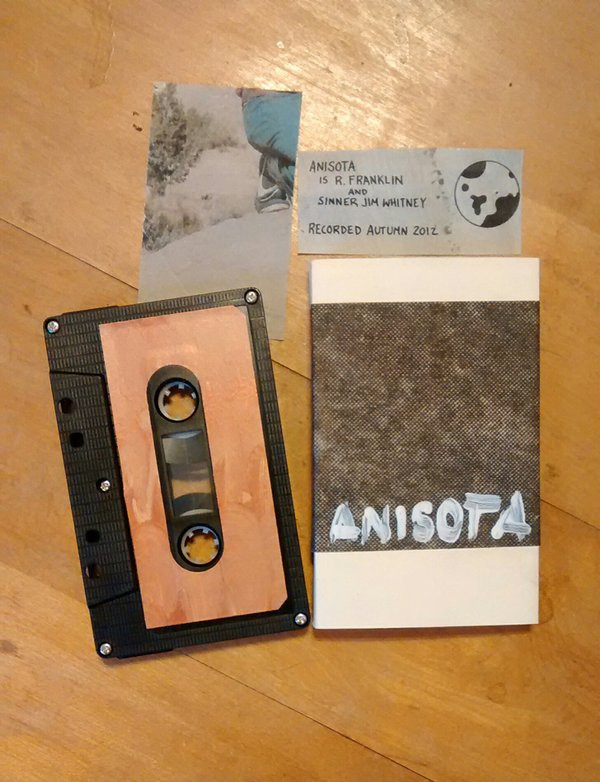 ANISOTA
IS R. FRANKLIN
AND
SINNER JIM WHITNEY
RECORDED AUTUMN 2012
ANISOTA